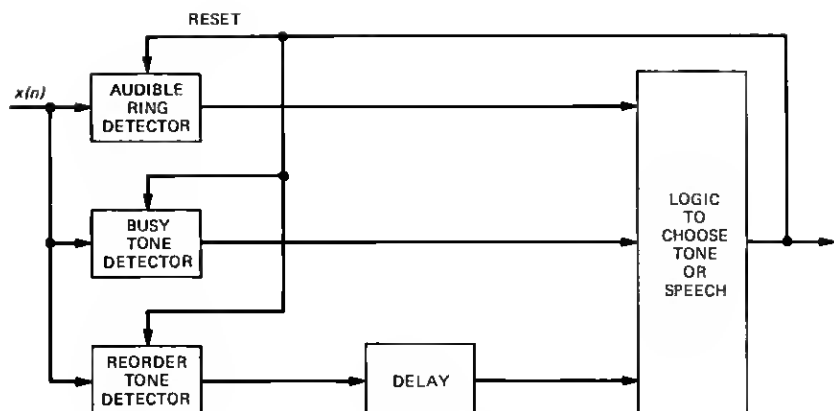 RESET
x(n)
AUDIBLE
RING
DETECTOR
BUSY
TONE
DETECTOR
REORDER
TONE
DETECTOR
DELAY
LOGIC
TO
CHOOSE
TONE
OR
SPEECH